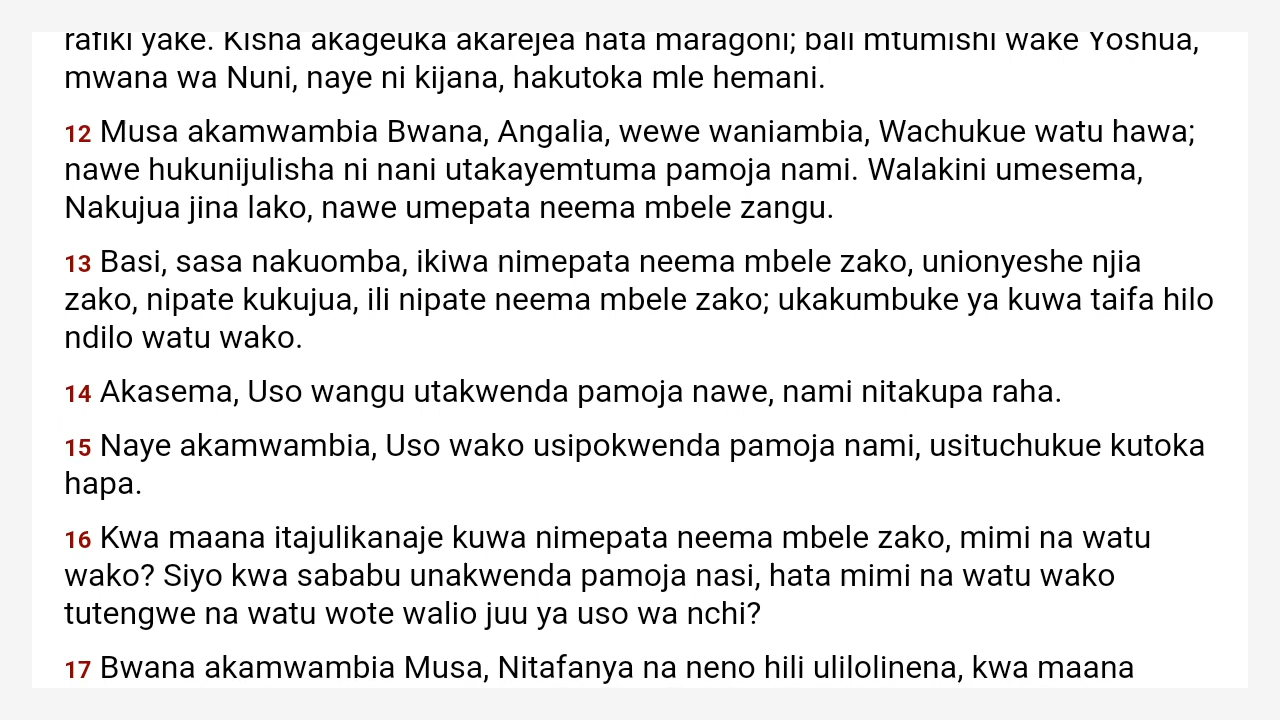 rafiki yake. Kisha akageuka akarejea hata maragoni; bali mtumishi wake Yoshua,
mwana wa Nuni, naye ni kijana, hakutoka mle hemani.
12 Musa akamwambia Bwana, Angalia, wewe waniambia, Wachukue watu hawa;
nawe hukunijulisha ni nani utakayemtuma pamoja nami. Walakini umesema,
Nakujua jina lako, nawe umepata neema mbele zangu.
13 Basi, sasa nakuomba, ikiwa nimepata neema mbele zako, unionyeshe njia
zako, nipate kukujua, ili nipate neema mbele zako; ukakumbuke ya kuwa taifa hilo
ndilo watu wako.
14 Akasema, Uso wangu utakwenda pamoja nawe, nami nitakupa raha.
15 Naye akamwambia, Uso wako usipokwenda pamoja nami, usituchukue kutoka
hapa.
16 Kwa maana itajulikanaje kuwa nimepata neema mbele zako, mimi na watu
wako? Siyo kwa sababu unakwenda pamoja nasi, hata mimi na watu wako
tutengwe na watu wote walio juu ya uso wa nchi?
17 Bwana akamwambia Musa, Nitafanya na neno hili ulilolinena, kwa maana